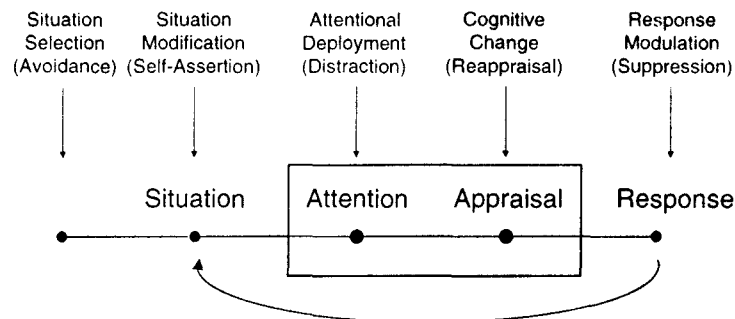 Situation
Selection
(Avoidance)
Situation
Modification
(Self-Assertion)
Attentional
Deployment
(Distraction)
Cognitive
Change
(Reappraisal)
Response
Modulation
(Suppression)
Situation
Attention
Appraisal
Response